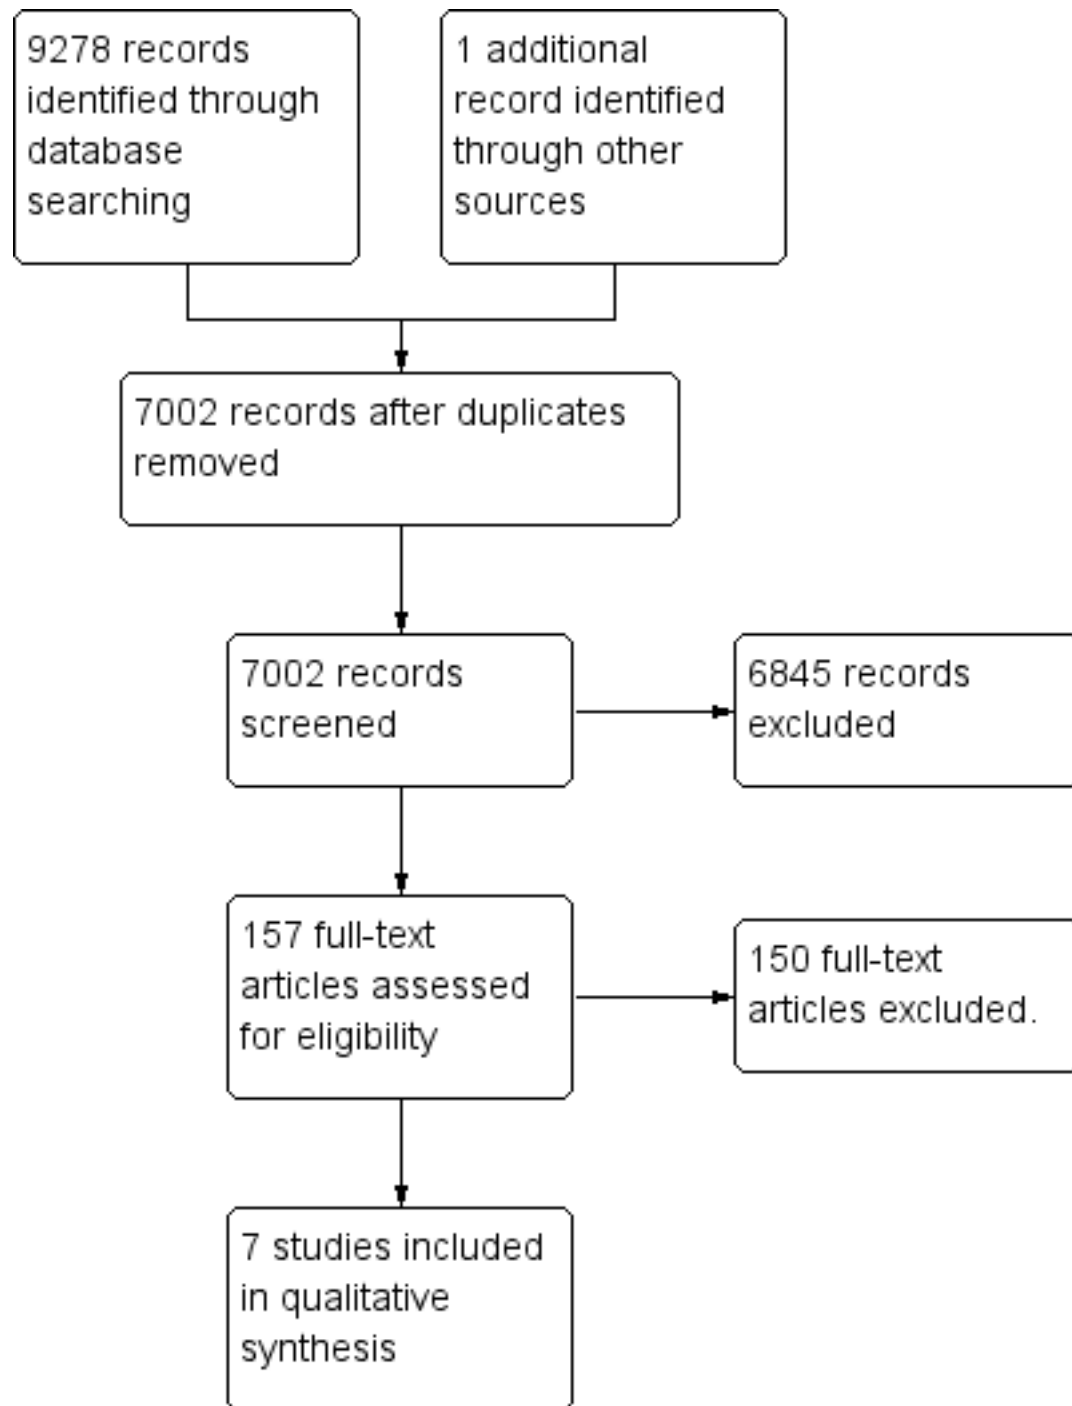 9278 records
identified through
database
searching
1 additional
record identified
through other
sources
7002 records after duplicates
removed
7002 records
screened
6845 records
excluded
157 full-text
articles assessed
for eligibility
150 full-text
articles excluded.
7 studies included
in qualitative
synthesis